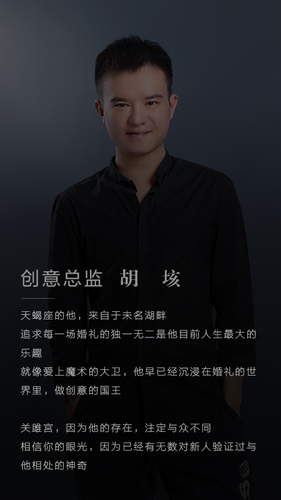 创意总监 胡 垓
天蝎座的他，来自于未名湖畔
追求每一场婚礼的独一无二是他目前人生最大的
乐趣
就像爱上魔术的大卫，他早已经沉浸在婚礼的世
界里，做创意的国王
关雎宫，因为他的存在，注定与众不同
相信你的眼光，因为已经有无数对新人验证过与
他相处的神奇